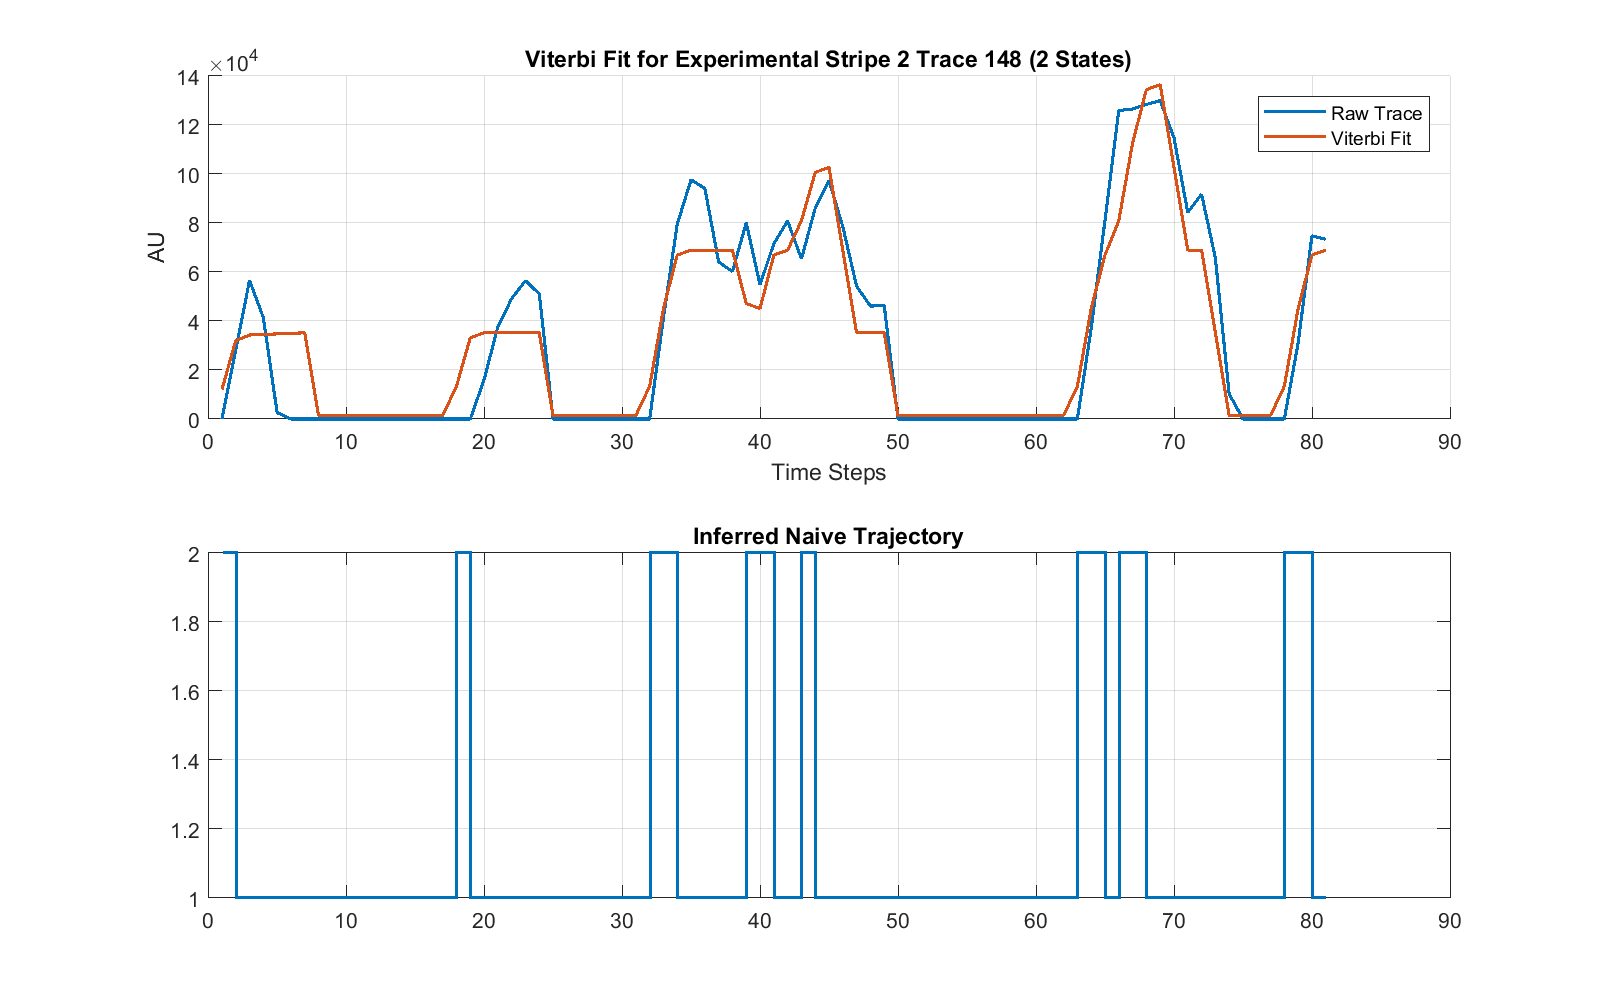 Viterbi Fit for Experimental Stripe 2 Trace 148 (2 States)
×10^4
14
12
10
8
6
4
2
0
AU
Raw Trace
Viterbi Fit
0 10 20 30 40 50 60 70 80 90
Time Steps
Inferred Naive Trajectory
2
1.8
1.6
1.4
1.2
1
0 10 20 30 40 50 60 70 80 90